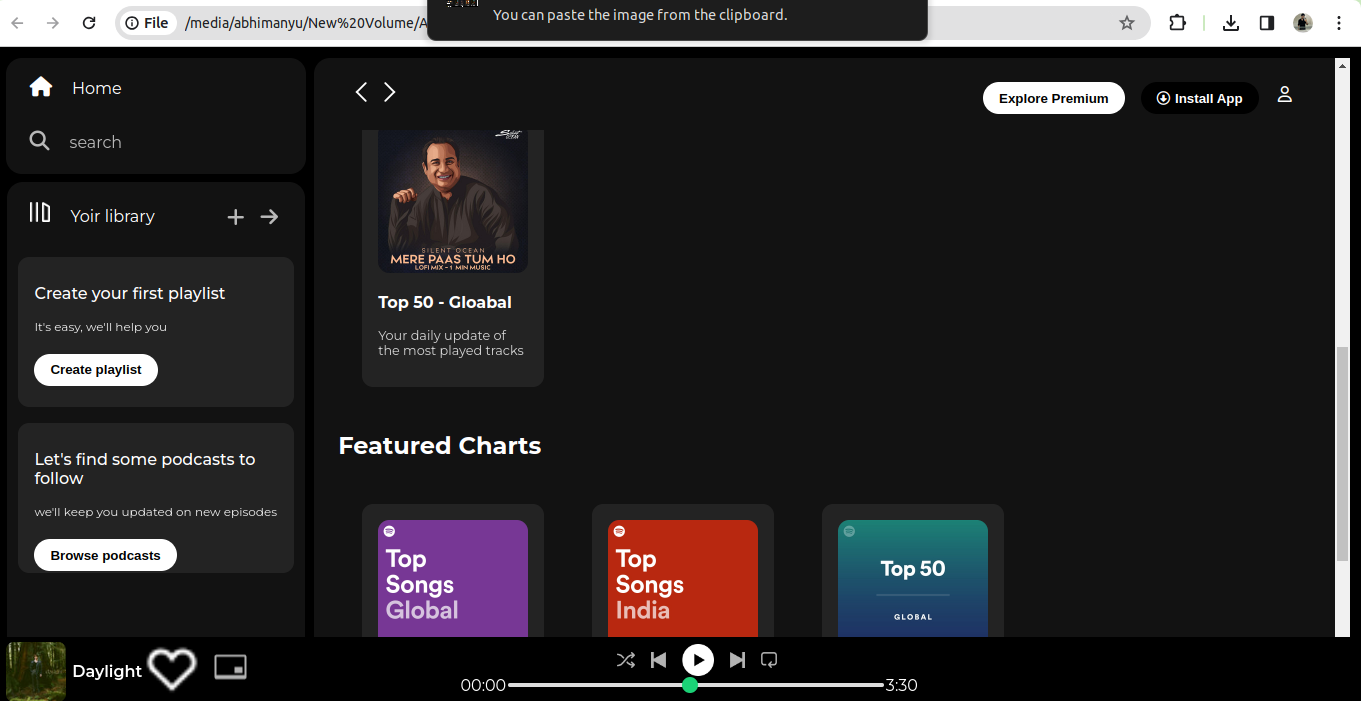 File
/media/abhimanyu/New%20Volume/A
You can paste the image from the clipboard.
Home
search
Yoir library
Create your first playlist
It's easy, we'll help you
Create playlist
Let's find some podcasts to
follow
we'll keep you updated on new episodes
Browse podcasts
Explore Premium
Install App
SILENT OCEAN
MERE PAAS TUM HO
LOFI MIX - 1 MIN MUSIC
Top 50 - Gloabal
Your daily update of
the most played tracks
Featured Charts
Top
Songs
Global
Top
Songs
India
Top 50
GLOBAL
Daylight
00:00
3:30